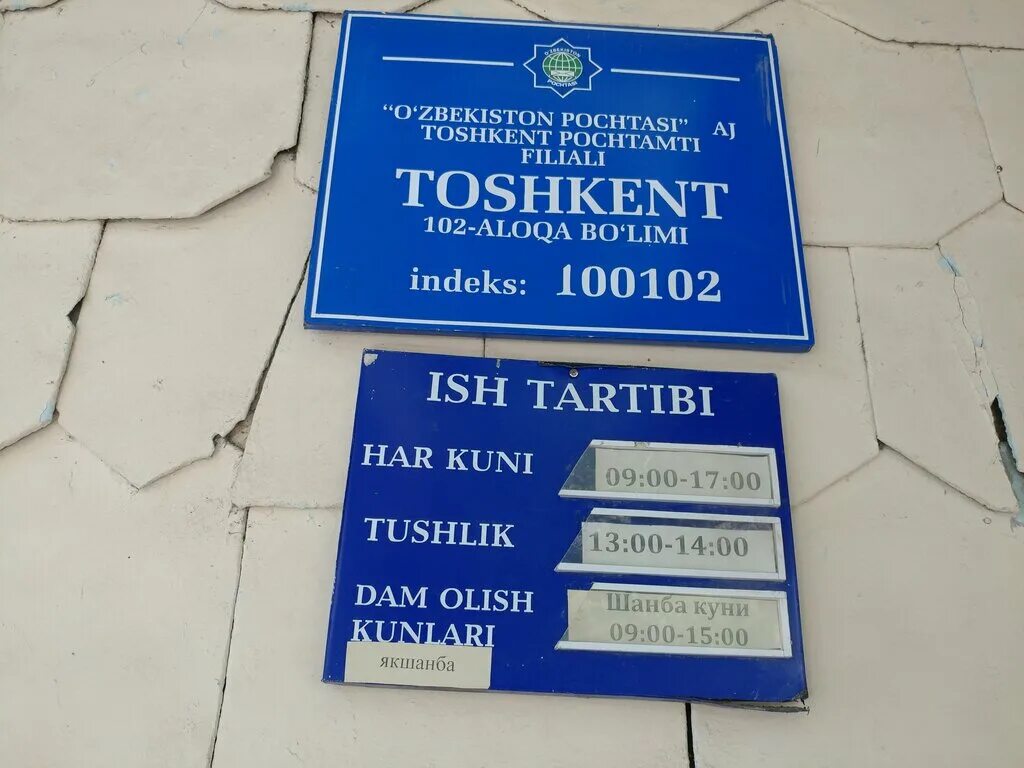 O'ZBEKISTON
POCHTASI
"O'ZBEKISTON POCHTASI" AJ
TOSHKENT POCHTAMTI
FILIALI
TOSHKENT
102-ALOQA BO'LIMI
indeks: 100102
ISH TARTIBI
HAR KUNI 09:00-17:00
TUSHLIK 13:00-14:00
DAM OLISH
KUNLARI
якшанба
Шанба куни
09:00-15:00